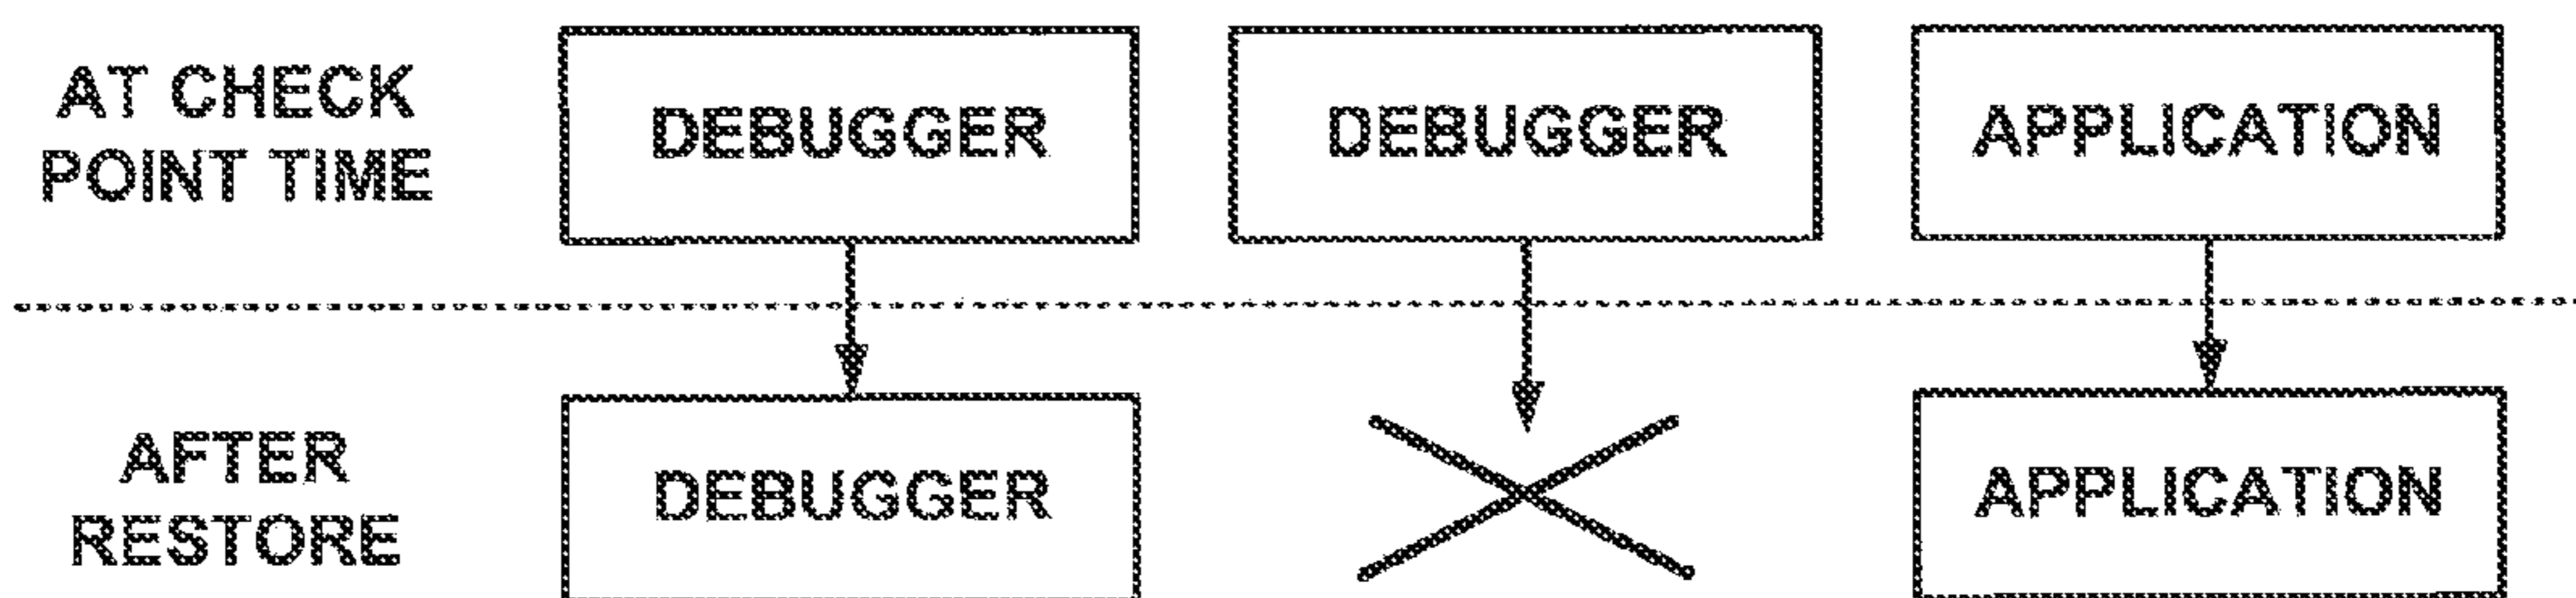 AT CHECK
POINT TIME
DEBUGGER
DEBUGGER
APPLICATION
AFTER
RESTORE
DEBUGGER
APPLICATION